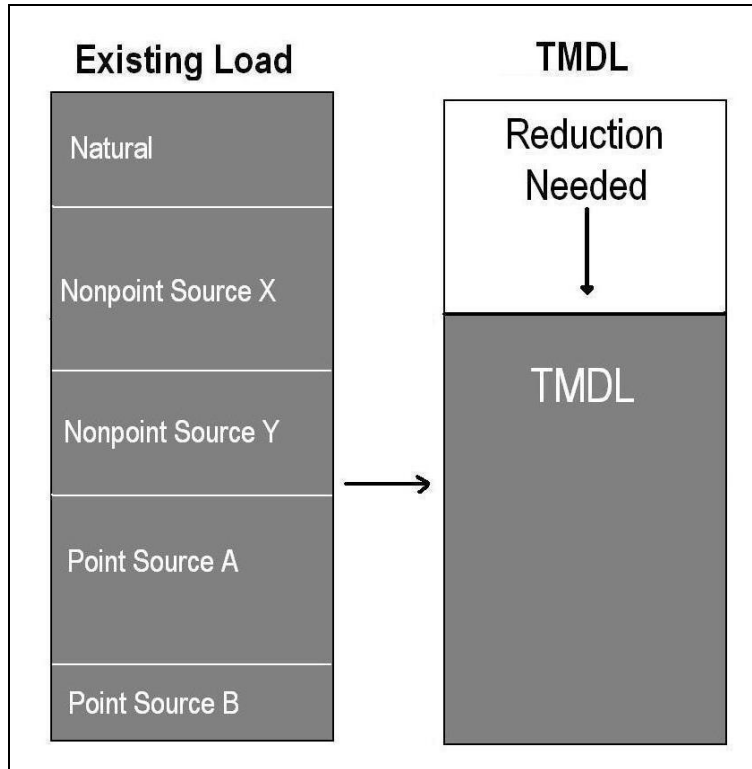 Existing Load
Natural
Nonpoint Source X
Nonpoint Source Y
Point Source A
Point Source B
TMDL
Reduction
Needed
TMDL